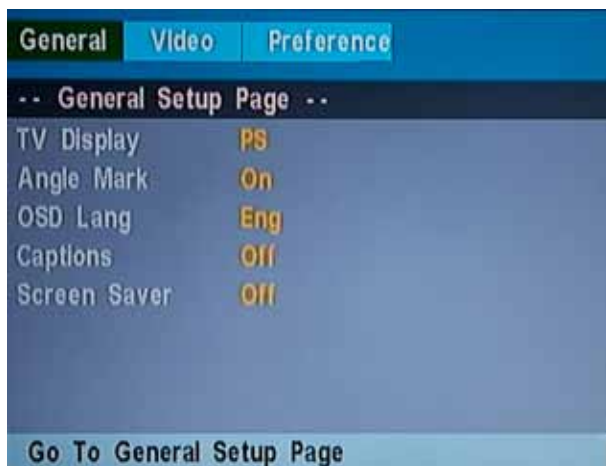 General Video Preference
-- General Setup Page --
TV Display PS
Angle Mark On
OSD Lang Eng
Captions Off
Screen Saver Off
Go To General Setup Page